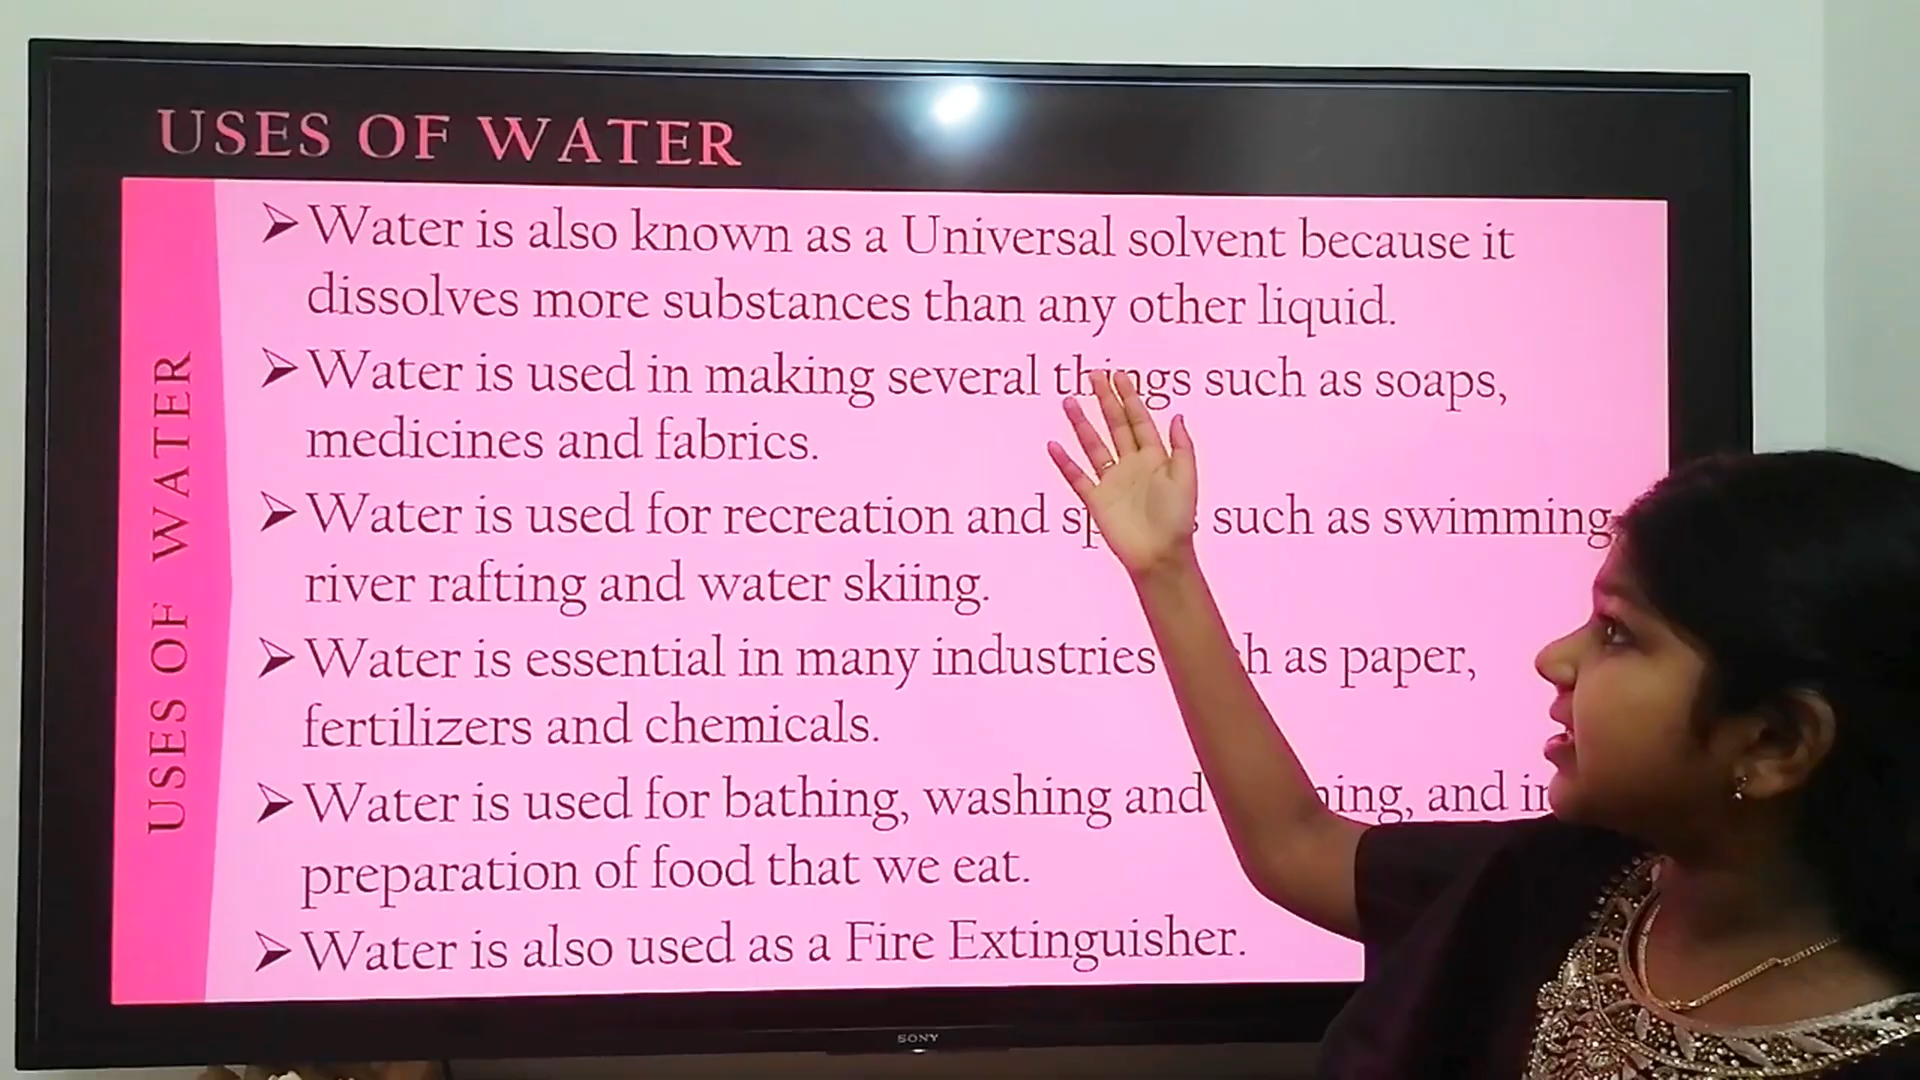 USES OF WATER
USES OF WATER
➢Water is also known as a Universal solvent because it
dissolves more substances than any other liquid.
➢Water is used in making several things such as soaps,
medicines and fabrics.
➢Water is used for recreation and such as swimming
river rafting and water skiing.
➢Water is essential in many industries as paper,
fertilizers and chemicals.
➢Water is used for bathing, washing and and in
preparation of food that we eat.
➢Water is also used as a Fire Extinguisher.
SONY